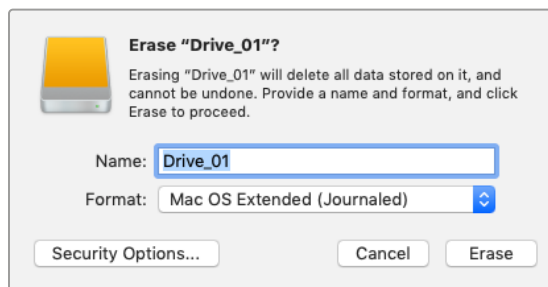 Erase “Drive_01”?
Erasing “Drive_01” will delete all data stored on it, and
cannot be undone. Provide a name and format, and click
Erase to proceed.
Name: Drive_01
Format: Mac OS Extended (Journaled)
Security Options... Cancel Erase